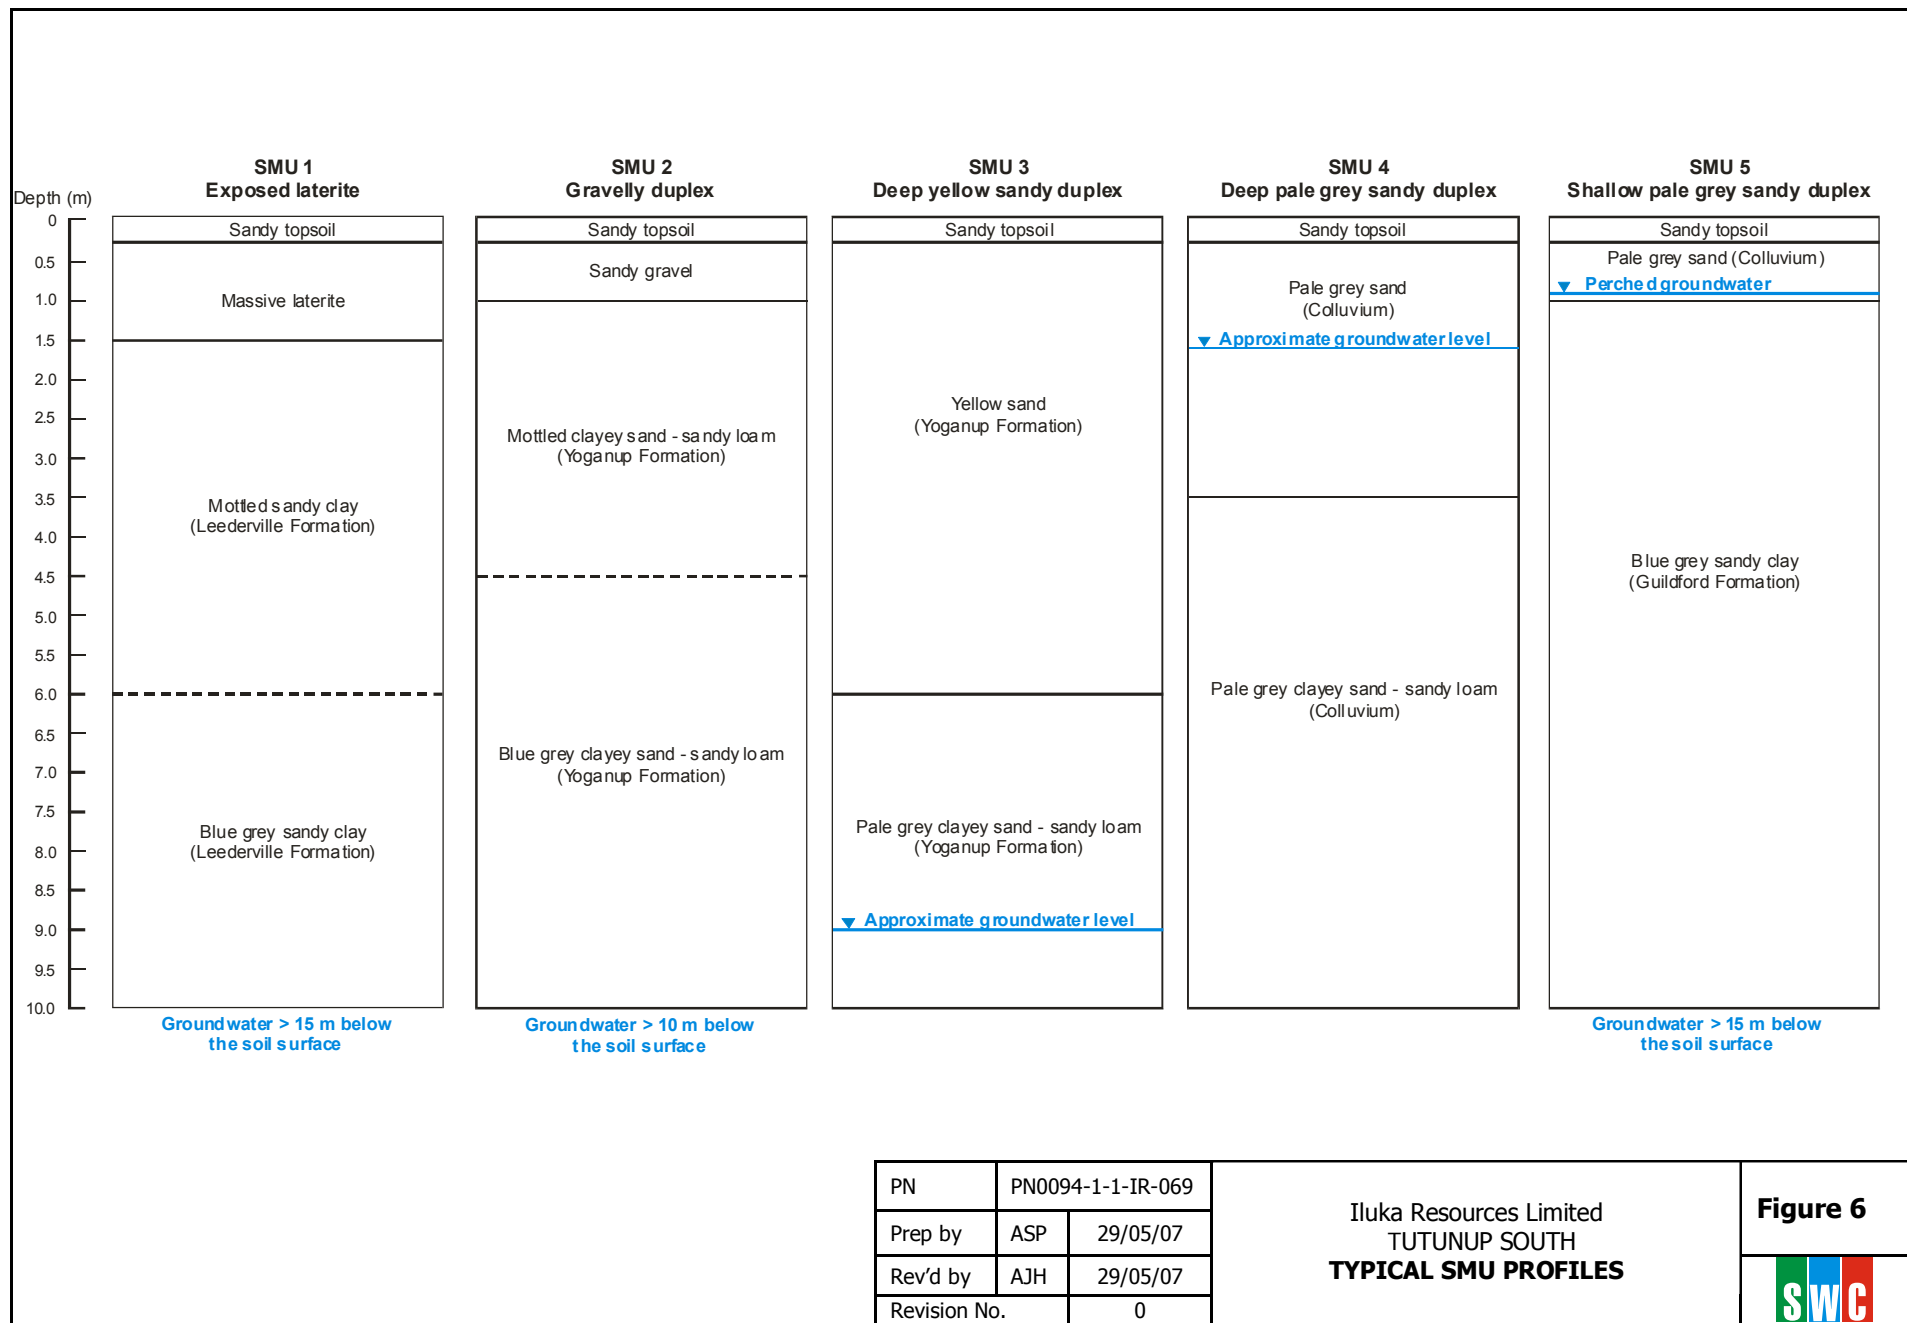 SMU 1
Exposed laterite
SMU 2
Gravelly duplex
SMU 3
Deep yellow sandy duplex
SMU 4
Deep pale grey sandy duplex
SMU 5
Shallow pale grey sandy duplex
Depth (m)
0
0.5
1.0
1.5
2.0
2.5
3.0
3.5
4.0
4.5
5.0
5.5
6.0
6.5
7.0
7.5
8.0
8.5
9.0
9.5
10.0
Sandy topsoil
Massive laterite
Mottled sandy clay
(Leederville Formation)
Blue grey sandy clay
(Leederville Formation)
Groundwater > 15 m below
the soil surface
Sandy topsoil
Sandy gravel
Mottled clayey sand - sandy loam
(Yoganup Formation)
Blue grey clayey sand - sandy loam
(Yoganup Formation)
Groundwater > 10 m below
the soil surface
Sandy topsoil
Yellow sand
(Yoganup Formation)
Pale grey clayey sand - sandy loam
(Yoganup Formation)
Approximate groundwater level
Sandy topsoil
Pale grey sand
(Colluvium)
Approximate groundwater level
Pale grey clayey sand - sandy loam
(Colluvium)
Sandy topsoil
Pale grey sand (Colluvium)
Perched groundwater
Blue grey sandy clay
(Guildford Formation)
Groundwater > 15 m below
the soil surface
PN PN0094-1-1-IR-069
Prep by ASP 29/05/07
Rev'd by AJH 29/05/07
Revision No. 0
Iluka Resources Limited
TUTUNUP SOUTH
TYPICAL SMU PROFILES
Figure 6
SWC